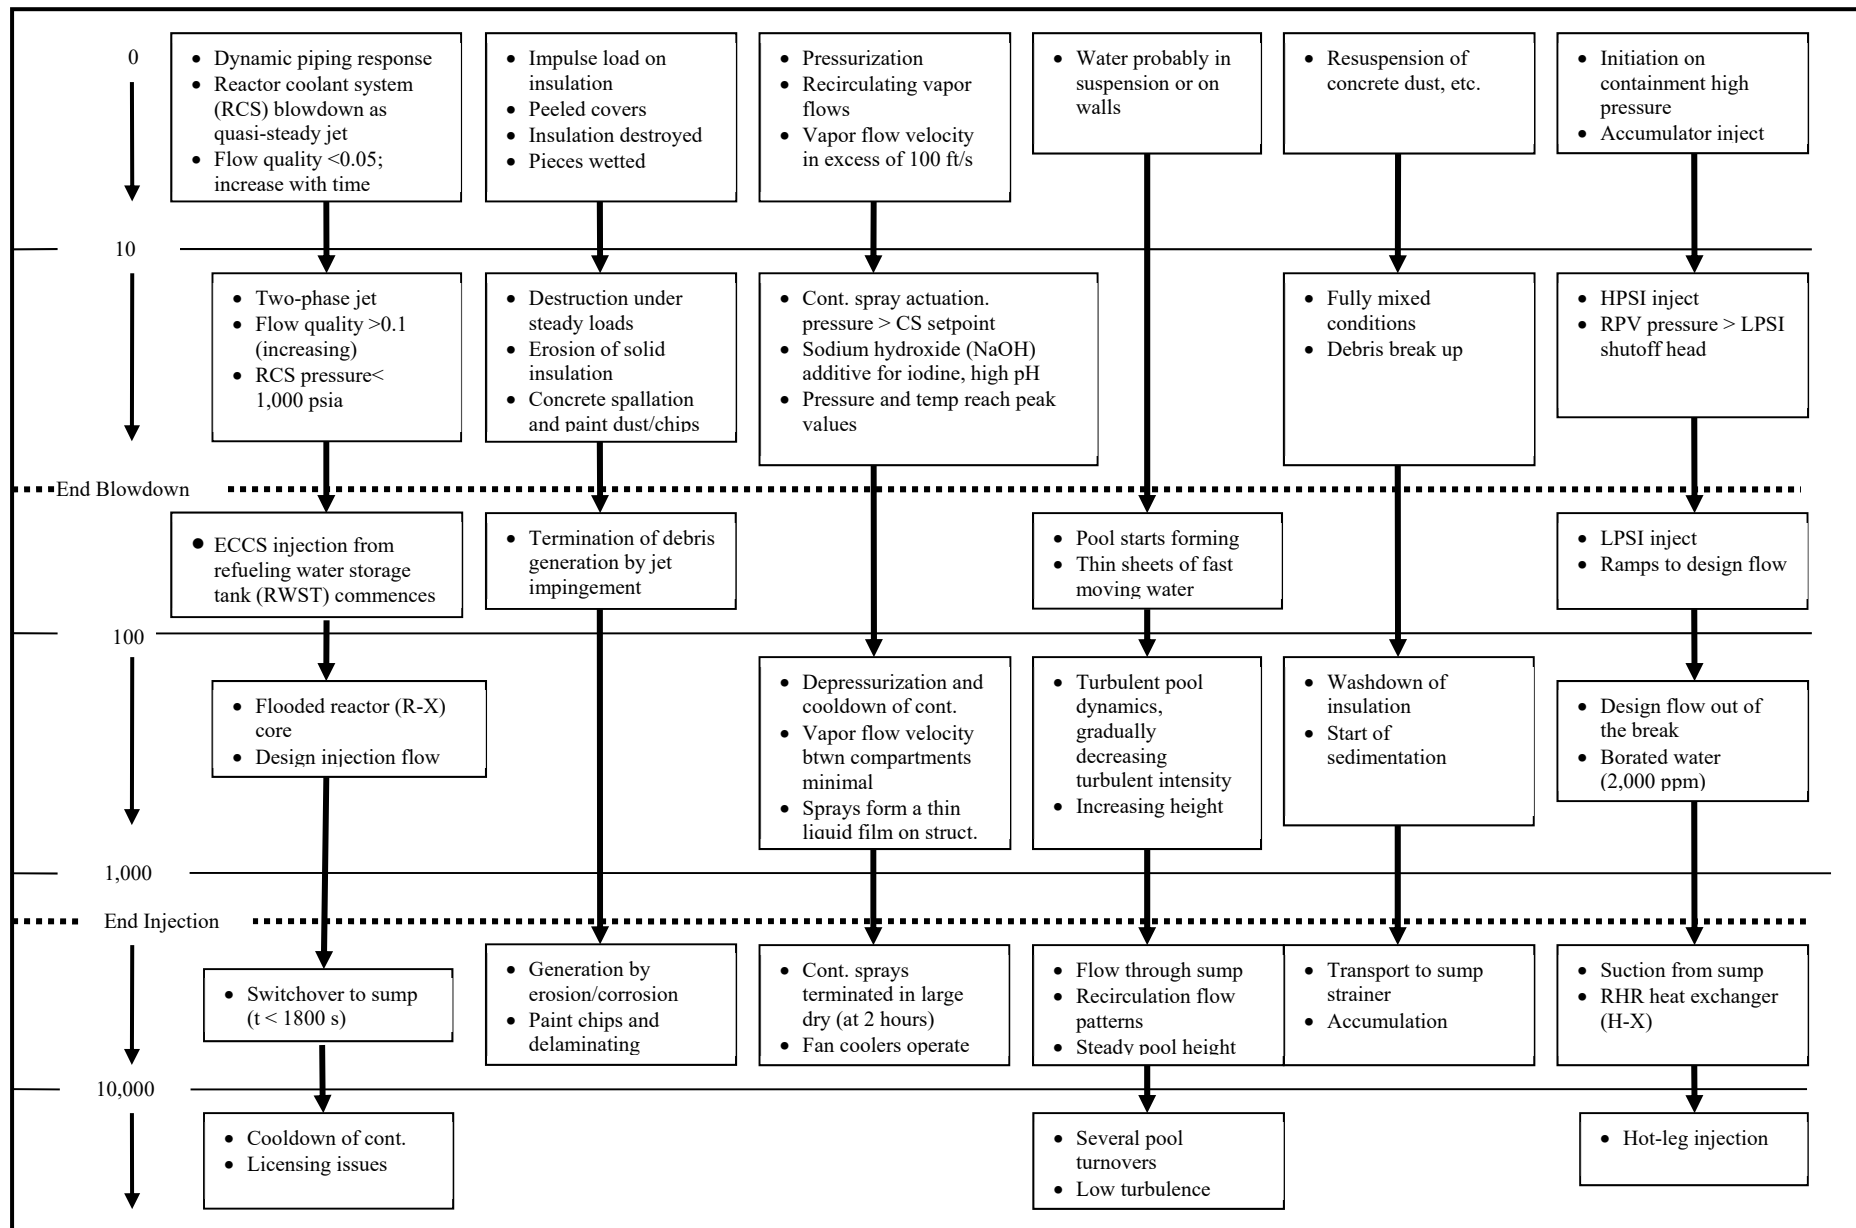 0
• Dynamic piping response
• Reactor coolant system
(RCS) blowdown as
quasi-steady jet
• Flow quality <0.05;
increase with time
• Impulse load on
insulation
• Peeled covers
• Insulation destroyed
• Pieces wetted
• Pressurization
• Recirculating vapor
flows
• Vapor flow velocity
in excess of 100 ft/s
• Water probably in
suspension or on
walls
• Resuspension of
concrete dust, etc.
• Initiation on
containment high
pressure
• Accumulator inject
10
• Two-phase jet
• Flow quality >0.1
(increasing)
• RCS pressure<
1,000 psia
• Destruction under
steady loads
• Erosion of solid
insulation
• Concrete spallation
and paint dust/chips
• Cont. spray actuation.
pressure > CS setpoint
• Sodium hydroxide (NaOH)
additive for iodine, high pH
• Pressure and temp reach peak
values
• Fully mixed
conditions
• Debris break up
• HPSI inject
• RPV pressure > LPSI
shutoff head
End Blowdown
• ECCS injection from
refueling water storage
tank (RWST) commences
• Termination of debris
generation by jet
impingement
• Pool starts forming
• Thin sheets of fast
moving water
• LPSI inject
• Ramps to design flow
100
• Flooded reactor (R-X)
core
• Design injection flow
• Depressurization and
cooldown of cont.
• Vapor flow velocity
btwn compartments
minimal
• Sprays form a thin
liquid film on struct.
• Turbulent pool
dynamics,
gradually
decreasing
turbulent intensity
• Increasing height
• Washdown of
insulation
• Start of
sedimentation
• Design flow out of
the break
• Borated water
(2,000 ppm)
1,000
End Injection
• Switchover to sump
(t < 1800 s)
• Generation by
erosion/corrosion
• Paint chips and
delaminating
• Cont. sprays
terminated in large
dry (at 2 hours)
• Fan coolers operate
• Flow through sump
• Recirculation flow
patterns
• Steady pool height
• Transport to sump
strainer
• Accumulation
• Suction from sump
• RHR heat exchanger
(H-X)
10,000
• Cooldown of cont.
• Licensing issues
• Several pool
turnovers
• Low turbulence
• Hot-leg injection